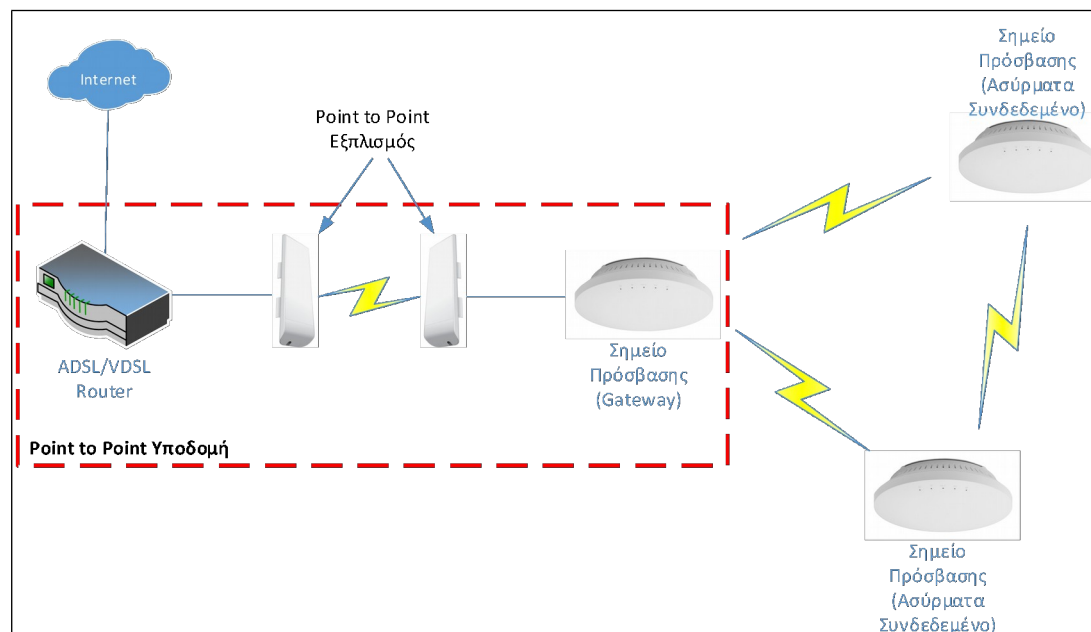 Internet
Point to Point
Εξπλισμός
Σημείο
Πρόσβασης
(Ασύρματα
Συνδεδεμένο)
ADSL/VDSL
Router
Σημείο
Πρόσβασης
(Gateway)
Point to Point Υποδομή
Σημείο
Πρόσβασης
(Ασύρματα
Συνδεδεμένο)